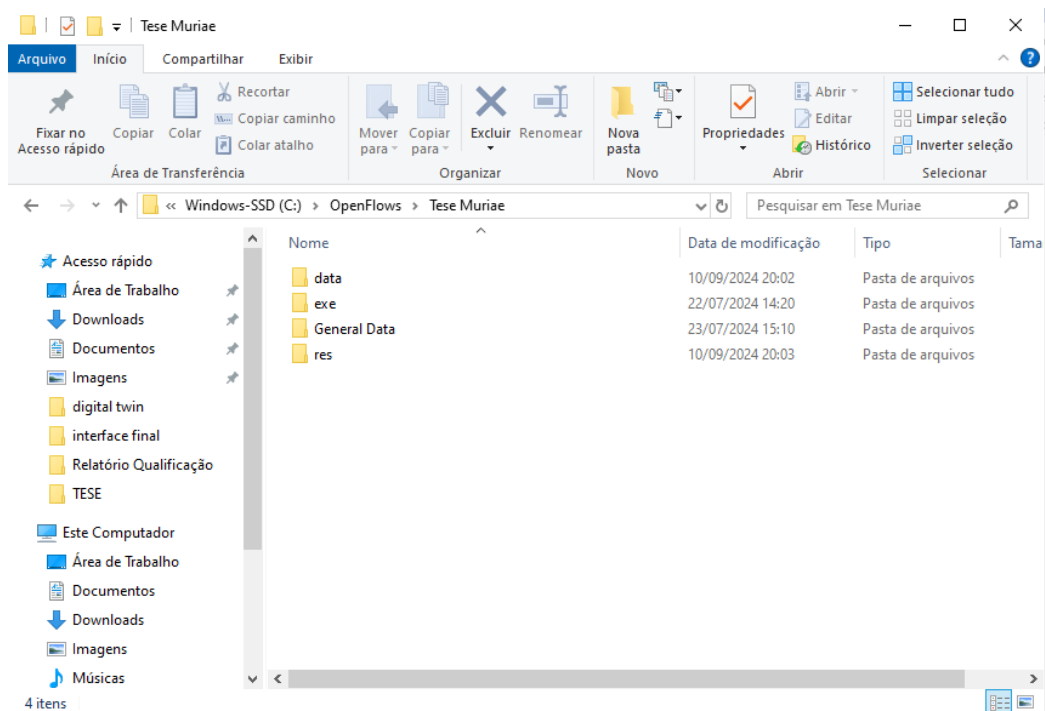 Tese Muriae
Arquivo Início Compartilhar Exibir
Fixar no Acesso rápido
Copiar
Colar
Recortar
Copiar caminho
Colar atalho
Área de Transferência
Mover para
Copiar para
Excluir
Renomear
Organizar
Nova pasta
Novo
Propriedades
Abrir
Editar
Histórico
Abrir
Selecionar tudo
Limpar seleção
Inverter seleção
Selecionar
« Windows-SSD (C:) › OpenFlows › Tese Muriae
Pesquisar em Tese Muriae
Acesso rápido
Área de Trabalho
Downloads
Documentos
Imagens
digital twin
interface final
Relatório Qualificação
TESE
Este Computador
Área de Trabalho
Documentos
Downloads
Imagens
Músicas
Nome Data de modificação Tipo Tama
data 10/09/2024 20:02 Pasta de arquivos
exe 22/07/2024 14:20 Pasta de arquivos
General Data 23/07/2024 15:10 Pasta de arquivos
res 10/09/2024 20:03 Pasta de arquivos
4 itens